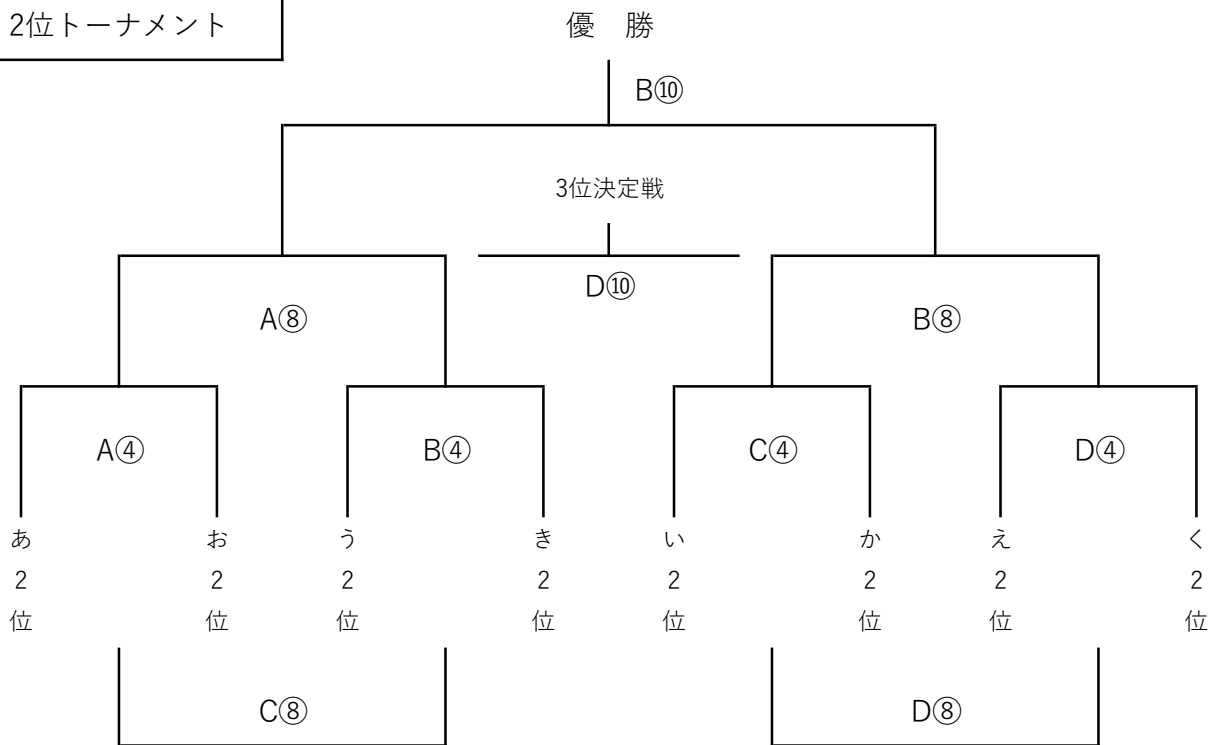 2位トーナメント
優　勝
B⑩
3位決定戦
D⑩
A⑧
B⑧
A④
B④
C④
D④
あ2位
お2位
う2位
き2位
い2位
か2位
え2位
く2位
C⑧
D⑧